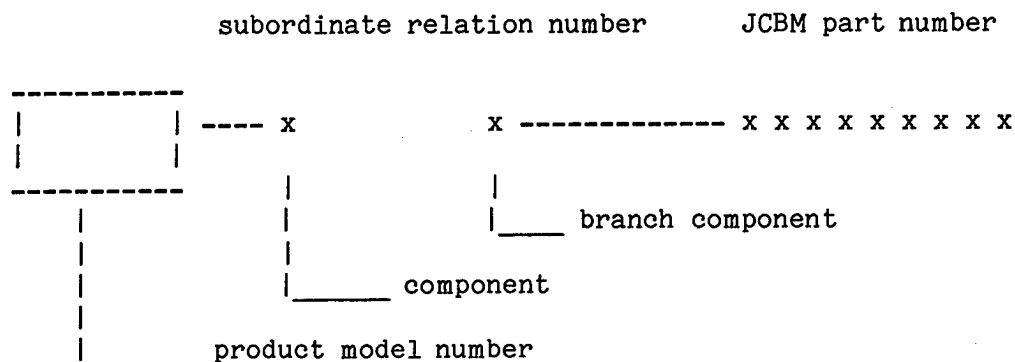 subordinate relation number JCBM part number
---- x x ------------- x x x x x x x x x
branch component
component
product model number